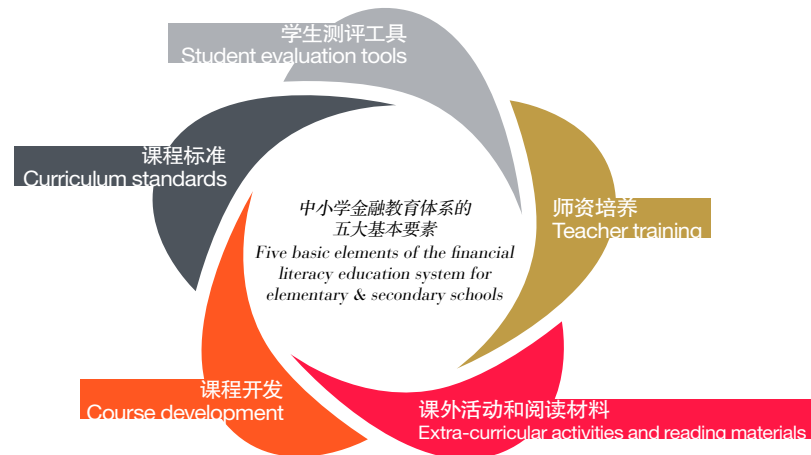 学生测评工具
Student evaluation tools
课程标准
Curriculum standards
师资培养
Teacher training
中小学金融教育体系的
五大基本要素
Five basic elements of the financial
literacy education system for
elementary & secondary schools
课程开发
Course development
课外活动和阅读材料
Extra-curricular activities and reading materials